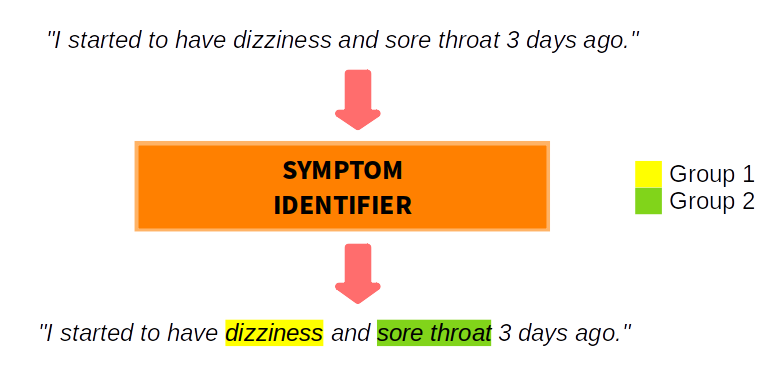 "I started to have dizziness and sore throat 3 days ago."
SYMPTOM
IDENTIFIER
Group 1
Group 2
"I started to have dizziness and sore throat 3 days ago."